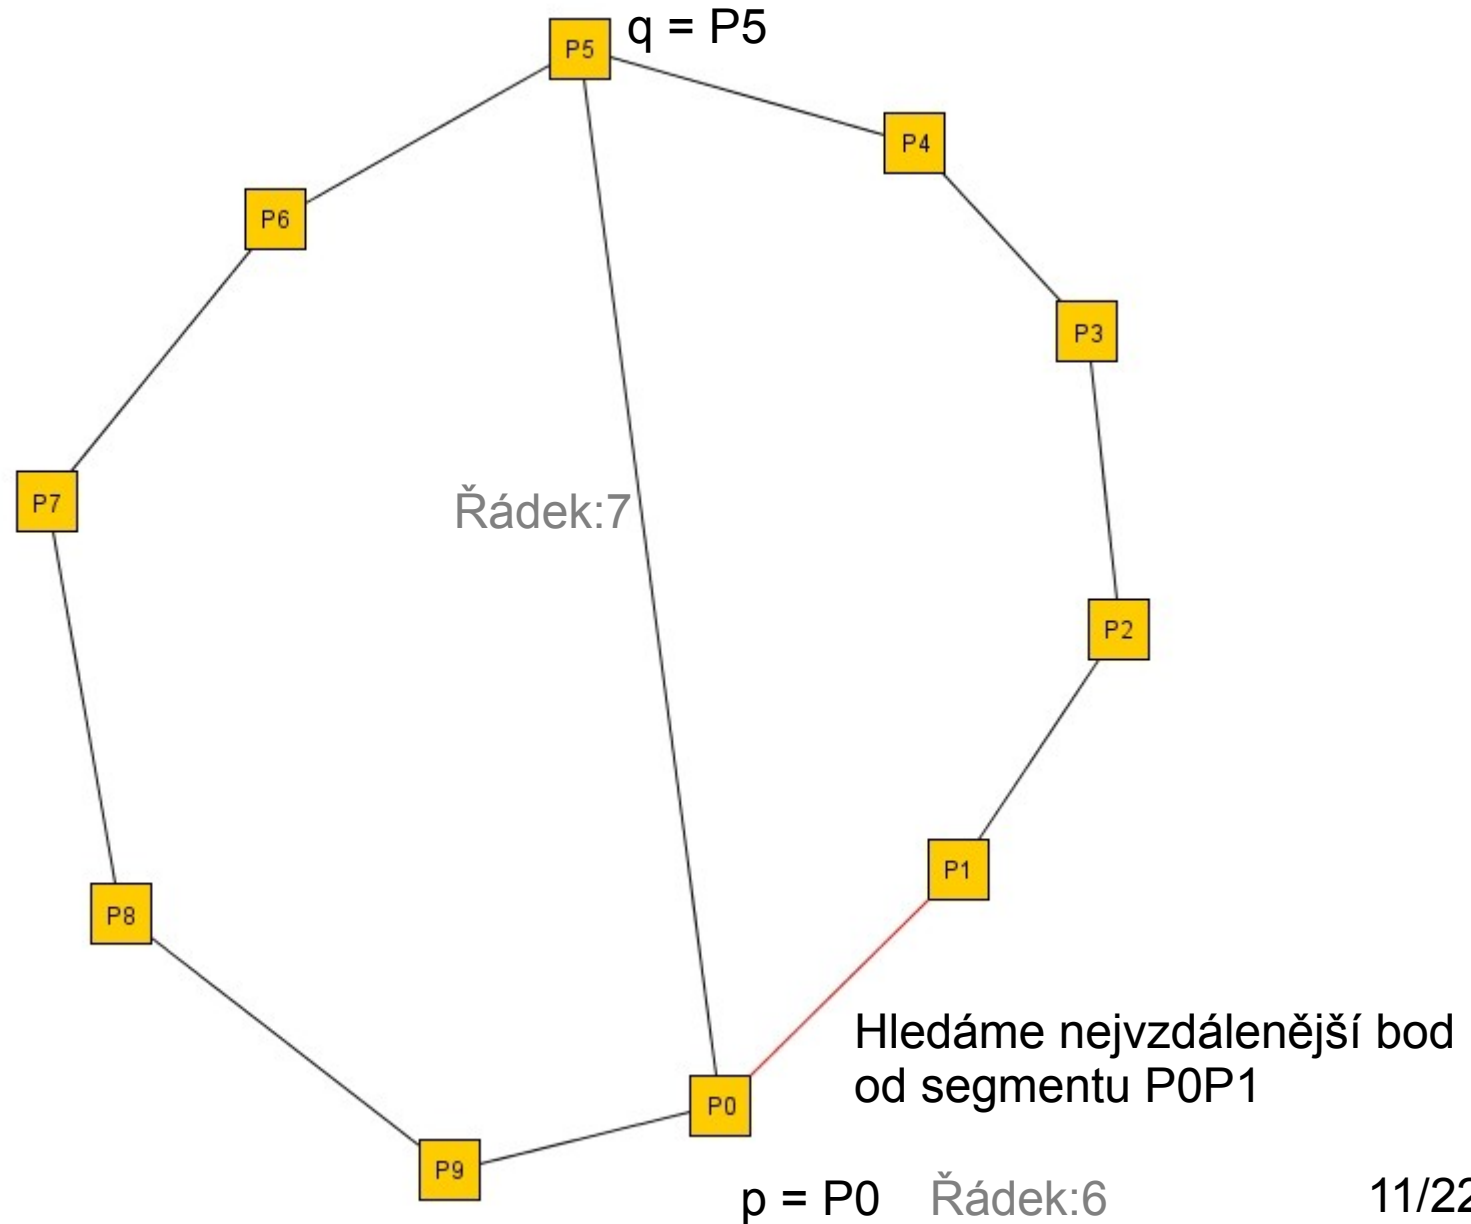 q = P5
P5
P4
P6
P3
P7
Řádek:7
P2
P1
P8
Hledáme nejvzdálenější bod
od segmentu P0P1
P0
P9
p = P0 Řádek:6
11/22